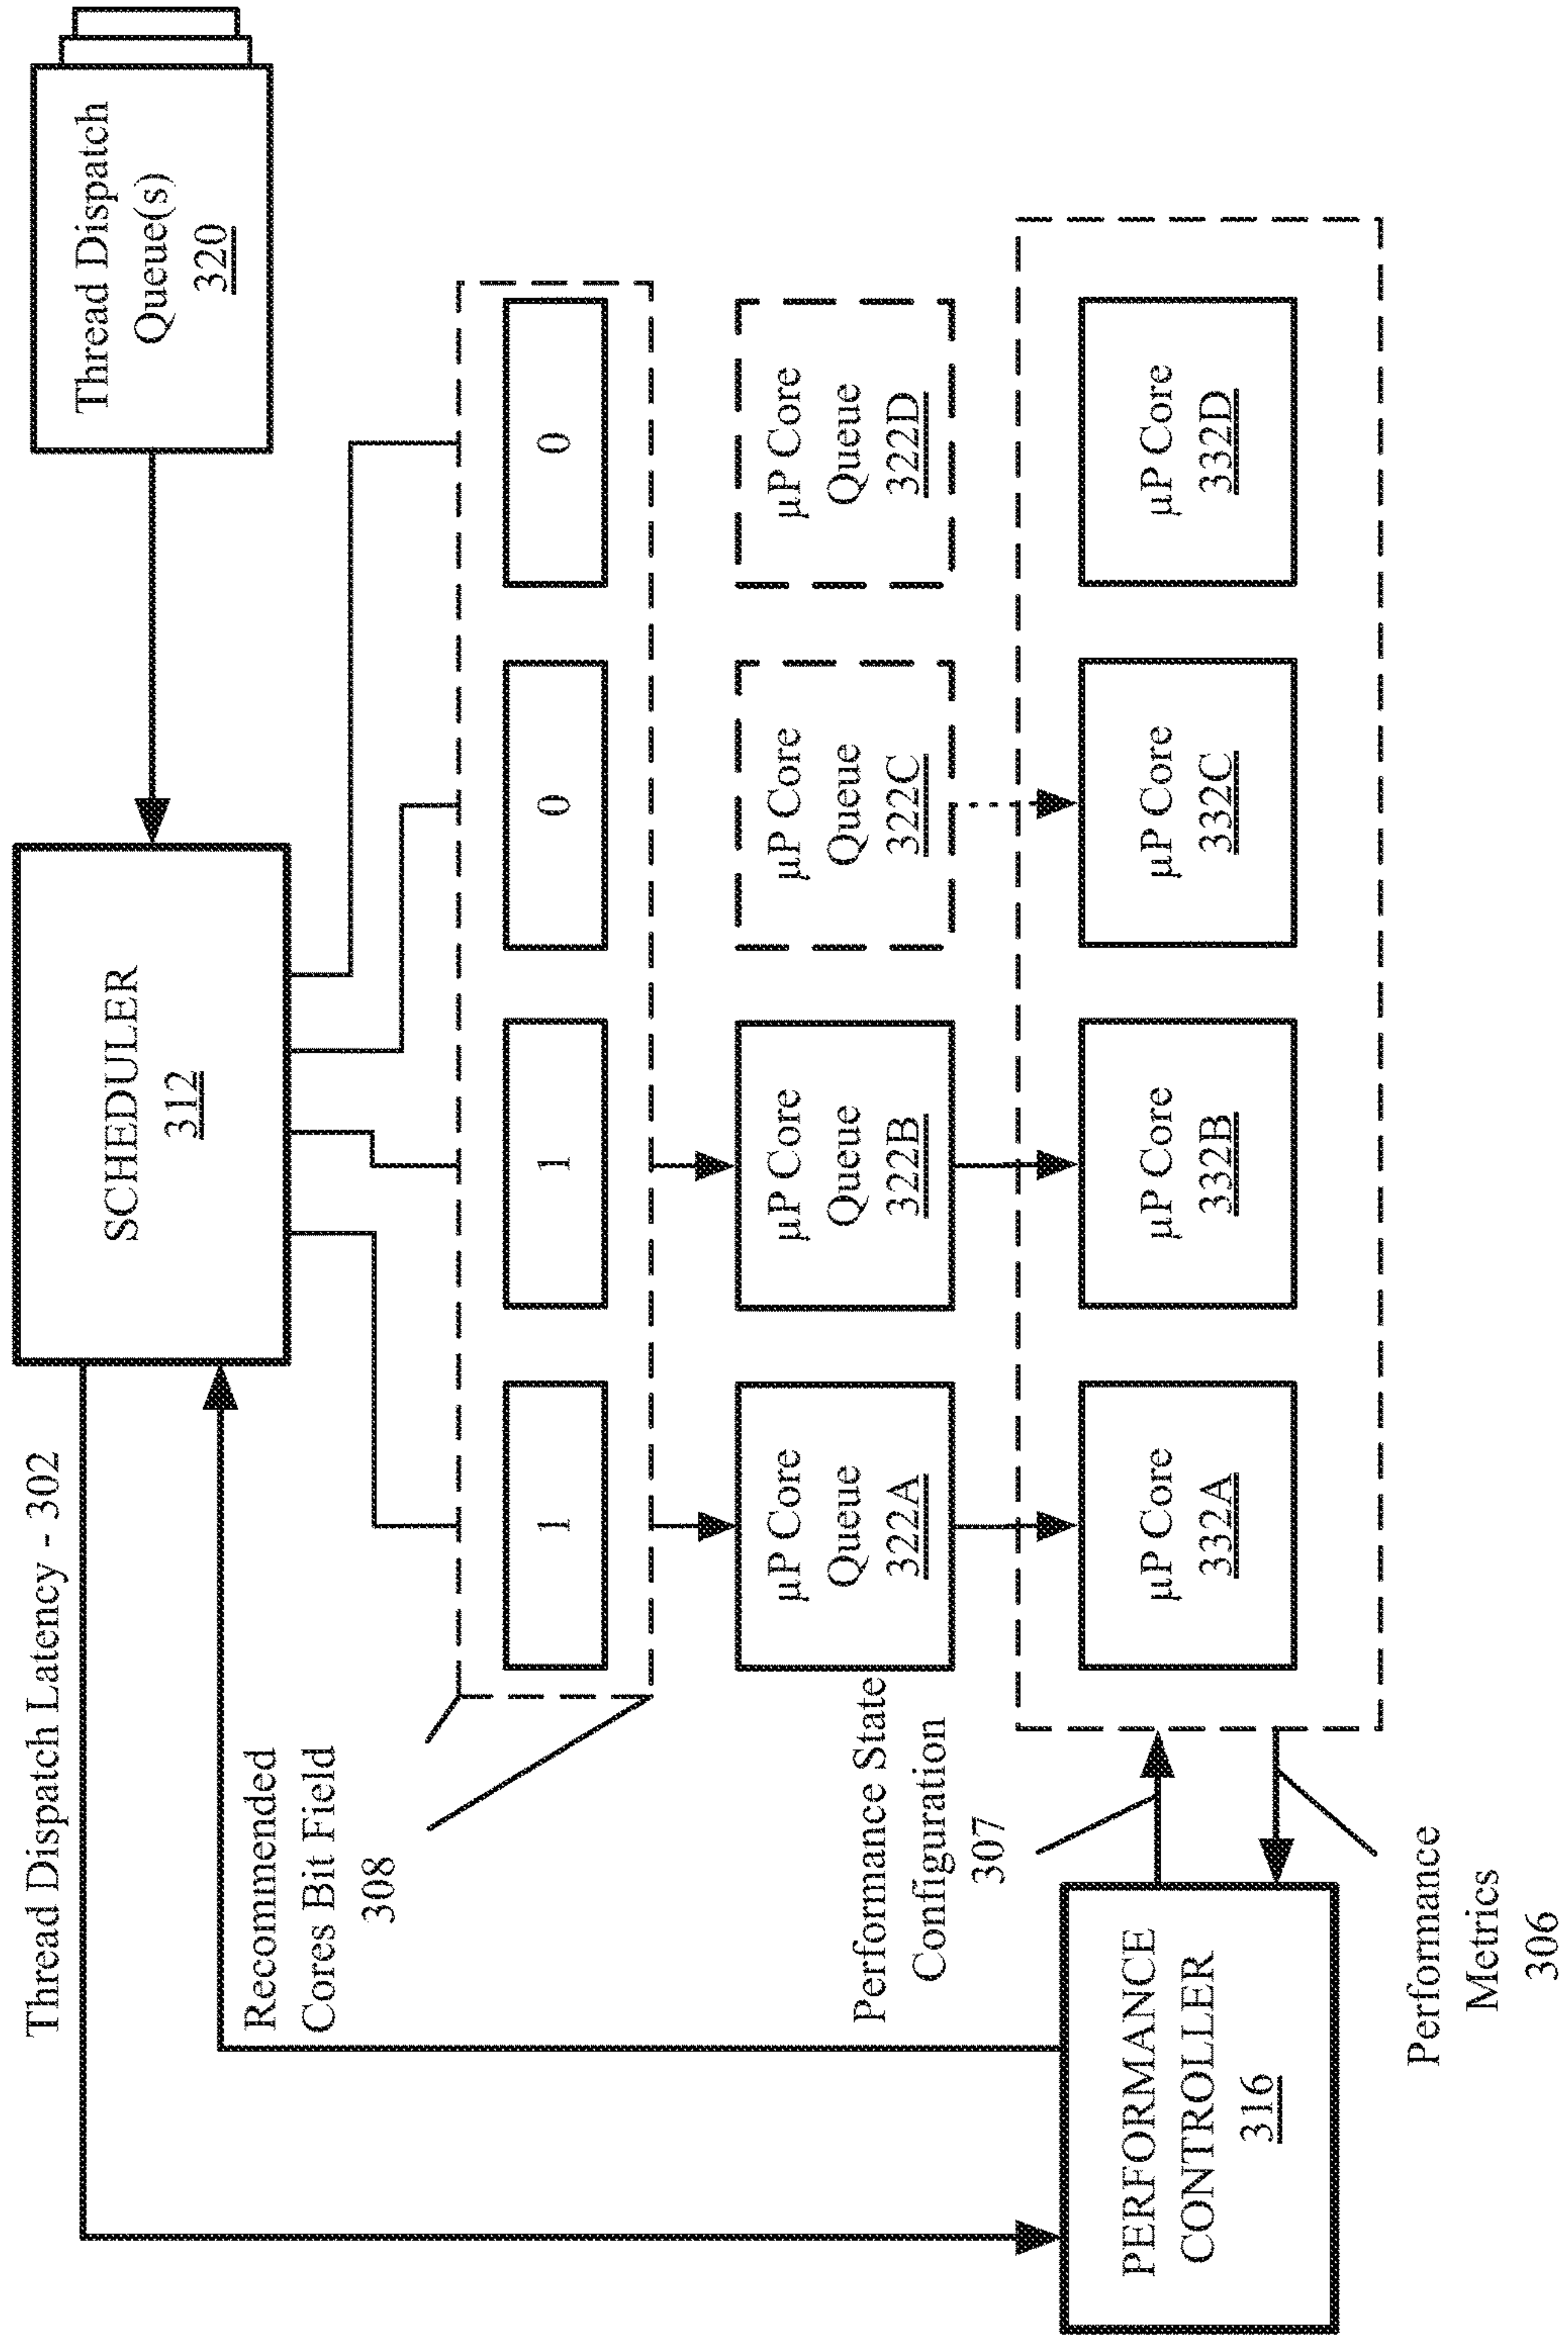 Thread Dispatch Latency - 302
SCHEDULER
312
Thread Dispatch
Queue(s)
320
Recommended
Cores Bit Field
308
1
1
0
0
µP Core
Queue
322A
µP Core
Queue
322B
µP Core
Queue
322C
µP Core
Queue
322D
Performance State
Configuration
307
PERFORMANCE
CONTROLLER
316
µP Core
332A
µP Core
332B
µP Core
332C
µP Core
332D
Performance
Metrics
306